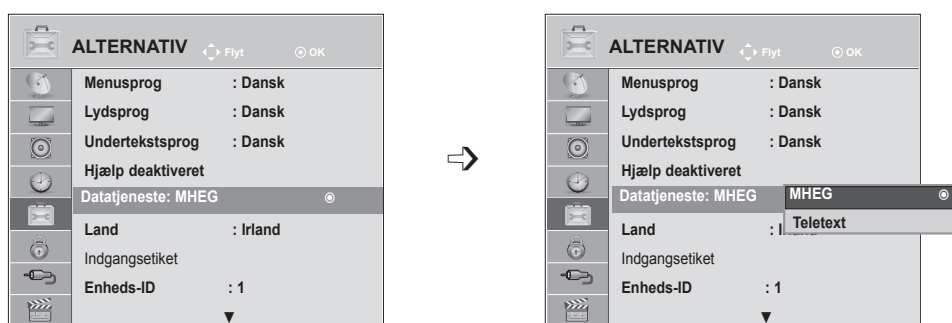 ALTERNATIV
Flyt
OK
Menusprog : Dansk
Lydsprog : Dansk
Undertekstsprog : Dansk
Hjælp deaktiveret
Datatjeneste: MHEG
Land : Irland
Indgangsetiket
Enheds-ID : 1
ALTERNATIV
Flyt
OK
Menusprog : Dansk
Lydsprog : Dansk
Undertekstsprog : Dansk
Hjælp deaktiveret
Datatjeneste: MHEG
MHEG
Teletext
Land : Irland
Indgangsetiket
Enheds-ID : 1